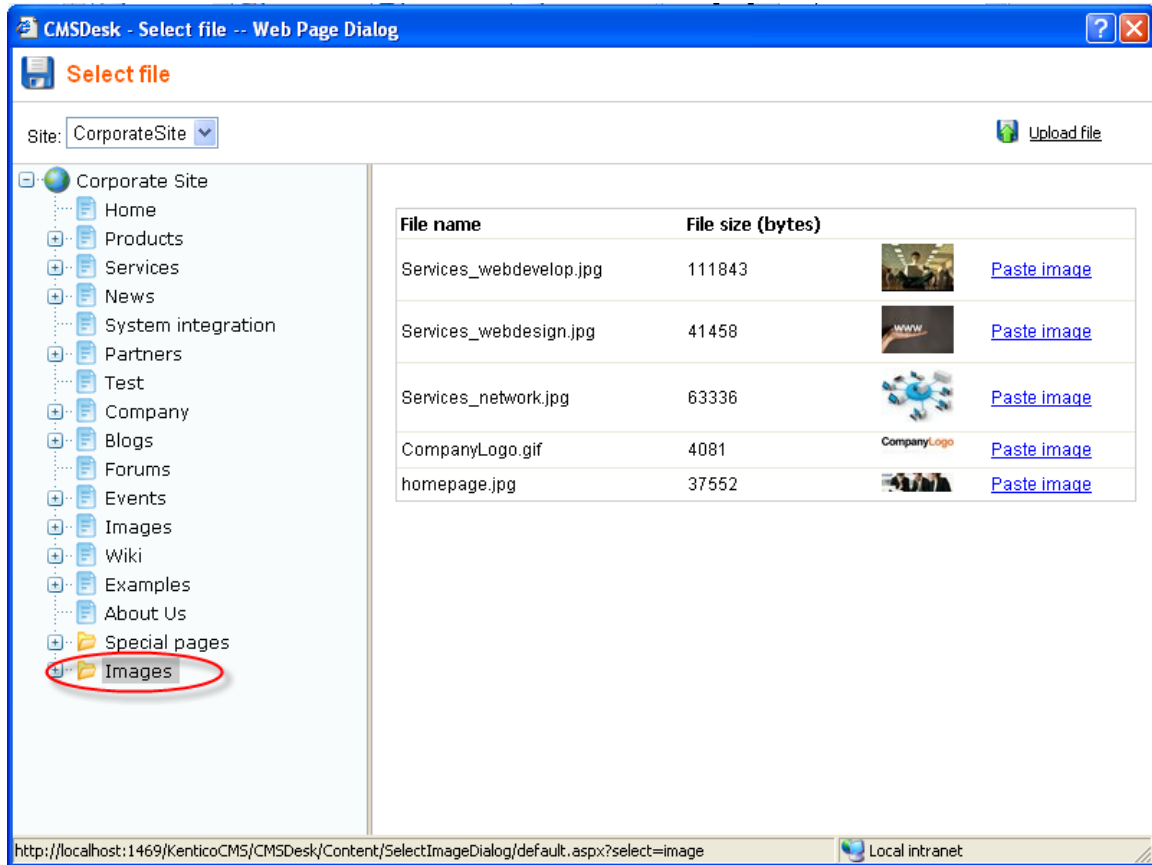 CMSDesk - Select file -- Web Page Dialog
Select file
Site: CorporateSite
Upload file
Corporate Site
Home
Products
Services
News
System integration
Partners
Test
Company
Blogs
Forums
Events
Images
Wiki
Examples
About Us
Special pages
Images
File name File size (bytes)
Services_webdevelop.jpg 111843 Paste image
Services_webdesign.jpg 41458 www Paste image
Services_network.jpg 63336 Paste image
CompanyLogo.gif 4081 CompanyLogo Paste image
homepage.jpg 37552 Paste image
http://localhost:1469/KenticoCMS/CMSDesk/Content/SelectImageDialog/default.aspx?select=image Local intranet